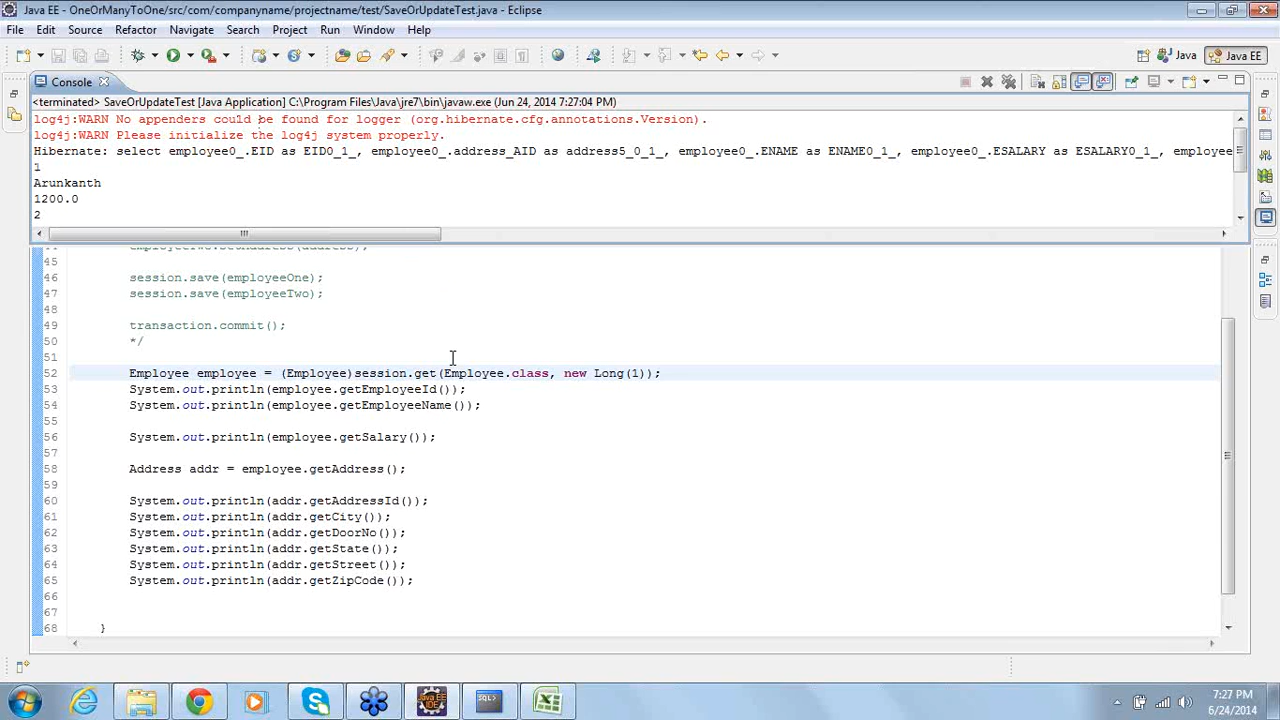 Java EE - OneOrManyToOne/src/com/companyname/projectname/test/SaveOrUpdateTest.java - Eclipse
File Edit Source Refactor Navigate Search Project Run Window Help
Java Java EE
Console
<terminated> SaveOrUpdateTest [Java Application] C:\Program Files\Java\jre7\bin\javaw.exe (Jun 24, 2014 7:27:04 PM)
log4j:WARN No appenders could be found for logger (org.hibernate.cfg.annotations.Version).
log4j:WARN Please initialize the log4j system properly.
Hibernate: select employee0_.EID as EID0_1_, employee0_.address_AID as address5_0_1_, employee0_.ENAME as ENAME0_1_, employee0_.ESALARY as ESALARY0_1_, employee
1
Arunkanth
1200.0
2
45
46 session.save(employeeOne);
47 session.save(employeeTwo);
48
49 transaction.commit();
50 */
51
52 Employee employee = (Employee)session.get(Employee.class, new Long(1));
53 System.out.println(employee.getEmployeeId());
54 System.out.println(employee.getEmployeeName());
55
56 System.out.println(employee.getSalary());
57
58 Address addr = employee.getAddress();
59
60 System.out.println(addr.getAddressId());
61 System.out.println(addr.getCity());
62 System.out.println(addr.getDoorNo());
63 System.out.println(addr.getState());
64 System.out.println(addr.getStreet());
65 System.out.println(addr.getZipCode());
66
67
68 }
7:27 PM
6/24/2014